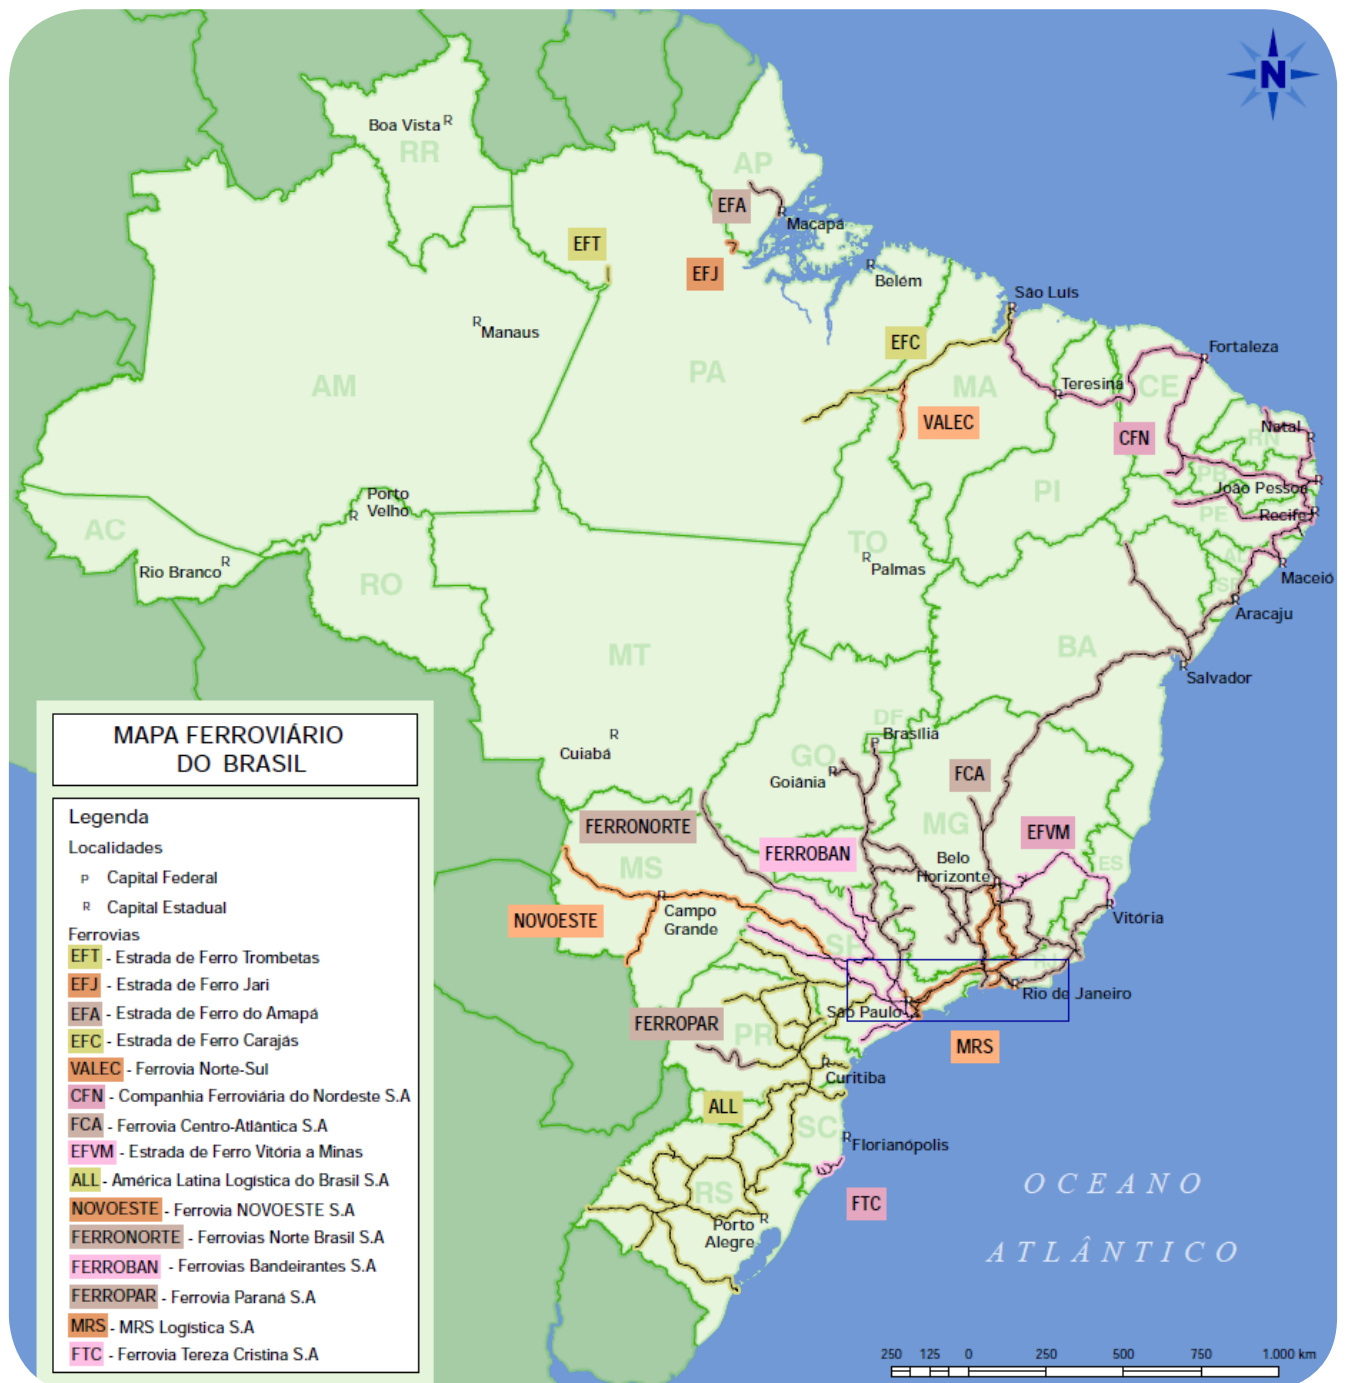 N
Boa Vista R
RR
AP
EFA
R
Macapá
EFT
EFJ
R
Belém
São Luís
R
R
Manaus
EFC
Fortaleza
R
AM
PA
MA
Teresina
R
CE
VALEC
CFN
Natal
R
RN
PI
PB
R
João Pessoa
Porto
Velho
R
PE
Recife R
AC
TO
R
Palmas
AL
R
Maceió
Rio Branco R
RO
SE
R
Aracaju
MT
BA
R
Salvador
DF
Brasília
P
R
Cuiabá
GO
Goiânia R
FCA
FERRONORTE
MG
EFVM
FERROBAN
Belo
Horizonte R
ES
MS
R
Campo
Grande
NOVOESTE
R
Vitória
SP
RJ
R
Rio de Janeiro
São Paulo R
FERROPAR
PR
MRS
R
Curitiba
ALL
SC
R
Florianópolis
RS
FTC
Porto
Alegre
R
OCEANO
ATLÂNTICO
MAPA FERROVIÁRIO
DO BRASIL
Legenda
Localidades
P Capital Federal
R Capital Estadual
Ferrovias
EFT - Estrada de Ferro Trombetas
EFJ - Estrada de Ferro Jari
EFA - Estrada de Ferro do Amapá
EFC - Estrada de Ferro Carajás
VALEC - Ferrovia Norte-Sul
CFN - Companhia Ferroviária do Nordeste S.A
FCA - Ferrovia Centro-Atlântica S.A
EFVM - Estrada de Ferro Vitória a Minas
ALL - América Latina Logística do Brasil S.A
NOVOESTE - Ferrovia NOVOESTE S.A
FERRONORTE - Ferrovias Norte Brasil S.A
FERROBAN - Ferrovias Bandeirantes S.A
FERROPAR - Ferrovia Paraná S.A
MRS - MRS Logística S.A
FTC - Ferrovia Tereza Cristina S.A
250 125 0 250 500 750 1.000 km